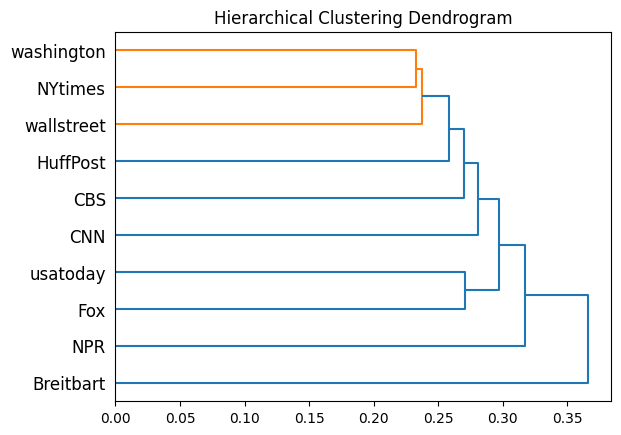 Hierarchical Clustering Dendrogram
washington
NYtimes
wallstreet
HuffPost
CBS
CNN
usatoday
Fox
NPR
Breitbart
0.00 0.05 0.10 0.15 0.20 0.25 0.30 0.35